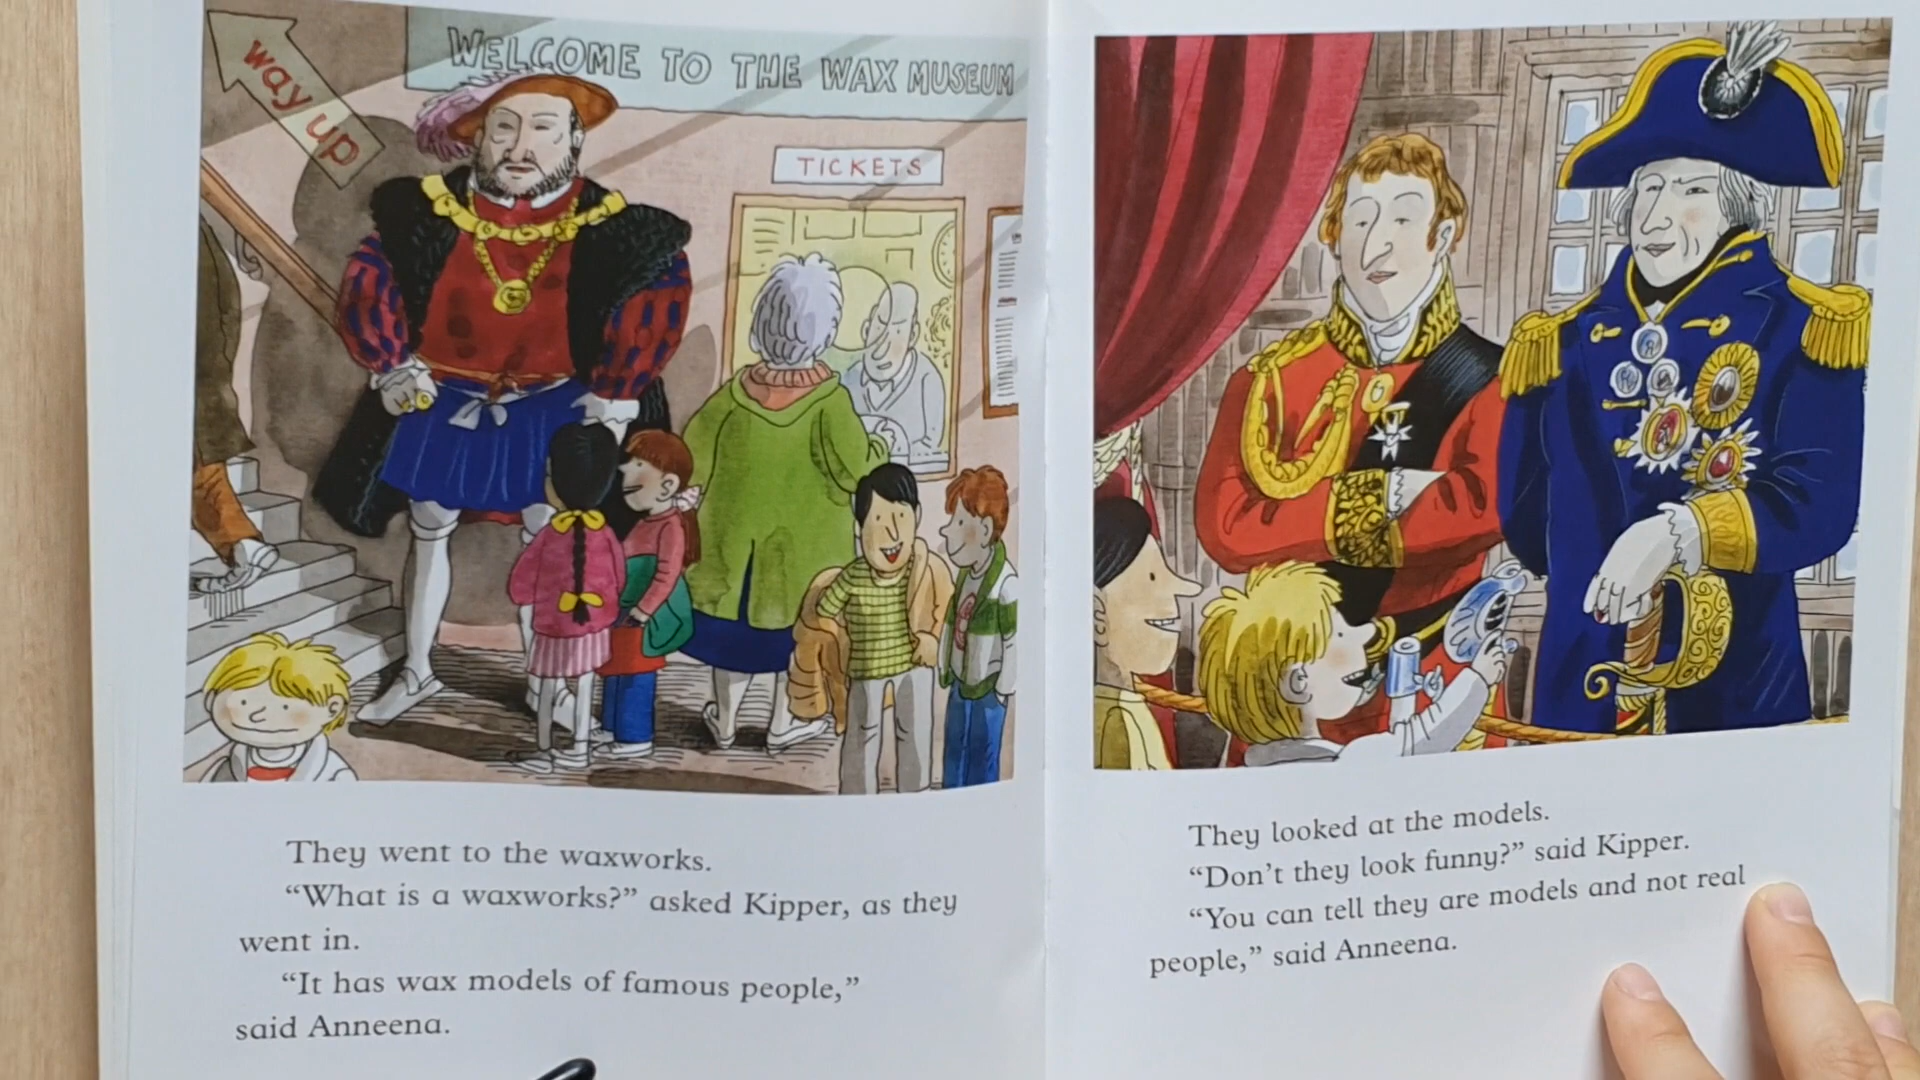 way up
WELCOME TO THE WAX MUSEUM
TICKETS
They went to the waxworks.
“What is a waxworks?” asked Kipper, as they
went in.
“It has wax models of famous people,”
said Anneena.
They looked at the models.
“Don’t they look funny?” said Kipper.
“You can tell they are models and not real
people,” said Anneena.